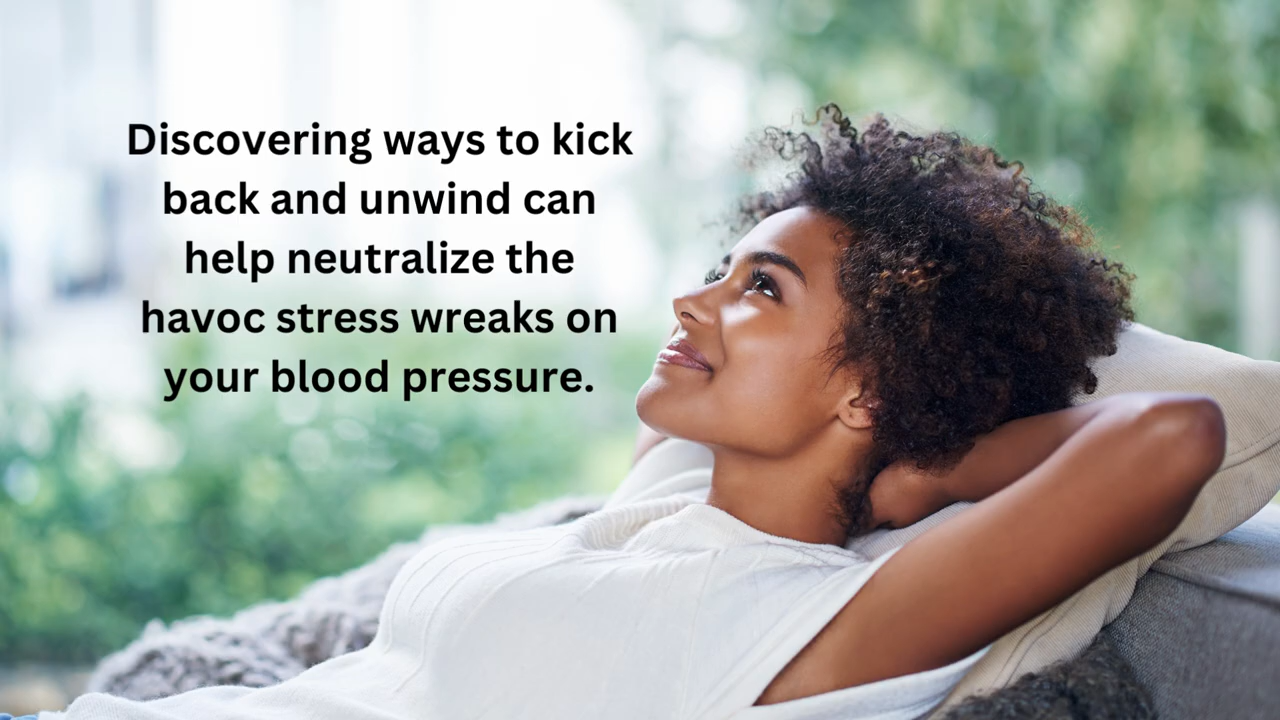 Discovering ways to kick
back and unwind can
help neutralize the
havoc stress wreaks on
your blood pressure.